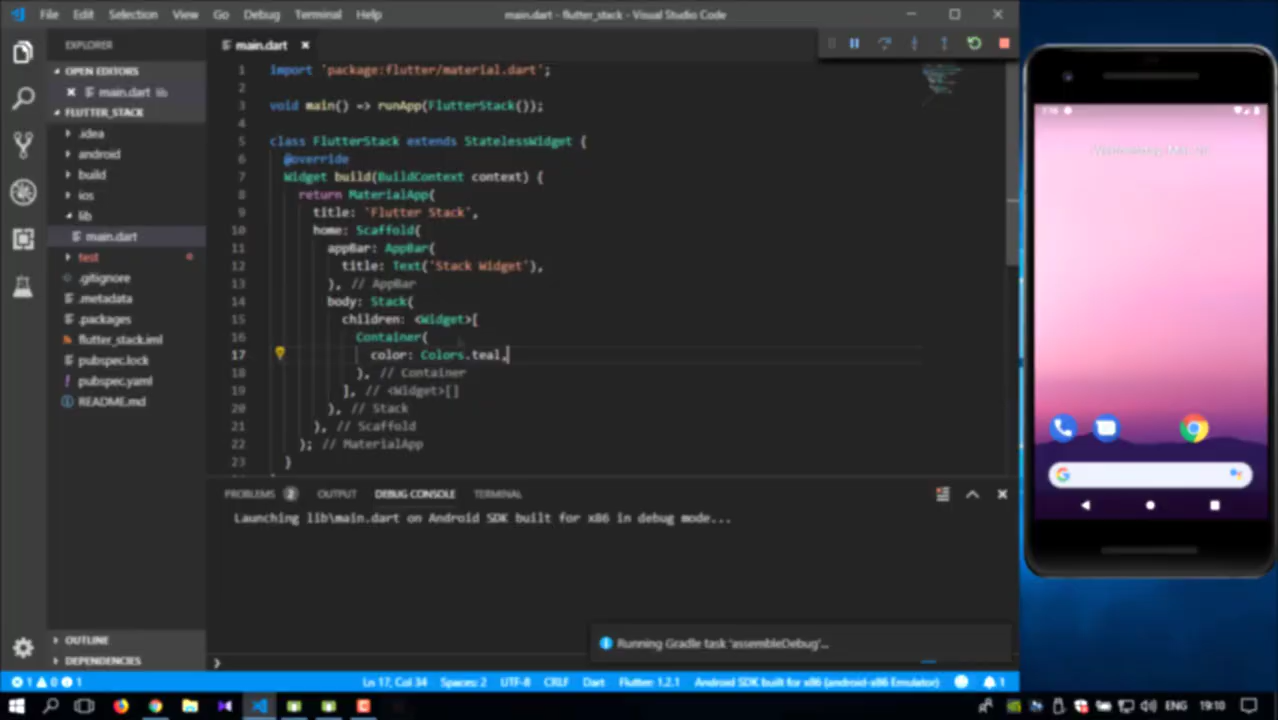 File Edit Selection View Go Debug Terminal Help
main.dart - flutter_stack - Visual Studio Code
EXPLORER
OPEN EDITORS
main.dart lib
FLUTTER_STACK
.idea
android
build
ios
lib
main.dart
test
.gitignore
.metadata
.packages
flutter_stack.iml
pubspec.lock
pubspec.yaml
README.md
OUTLINE
DEPENDENCIES
main.dart
1 import 'package:flutter/material.dart';
2
3 void main() => runApp(FlutterStack());
4
5 class FlutterStack extends StatelessWidget {
6 @override
7 Widget build(BuildContext context) {
8 return MaterialApp(
9 title: 'Flutter Stack',
10 home: Scaffold(
11 appBar: AppBar(
12 title: Text('Stack Widget'),
13 ), // AppBar
14 body: Stack(
15 children: <Widget>[
16 Container(
17 color: Colors.teal,
18 ), // Container
19 ], // <Widget>[]
20 ), // Stack
21 ), // Scaffold
22 ); // MaterialApp
23 }
PROBLEMS 2 OUTPUT DEBUG CONSOLE TERMINAL
Launching lib\main.dart on Android SDK built for x86 in debug mode...
Running Gradle task 'assembleDebug'...
1 0 1 Ln 17, Col 34 Spaces: 2 UTF-8 CRLF Dart Flutter: 1.2.1 Android SDK built for x86 (android-x86 Emulator) 1
ENG 19:10